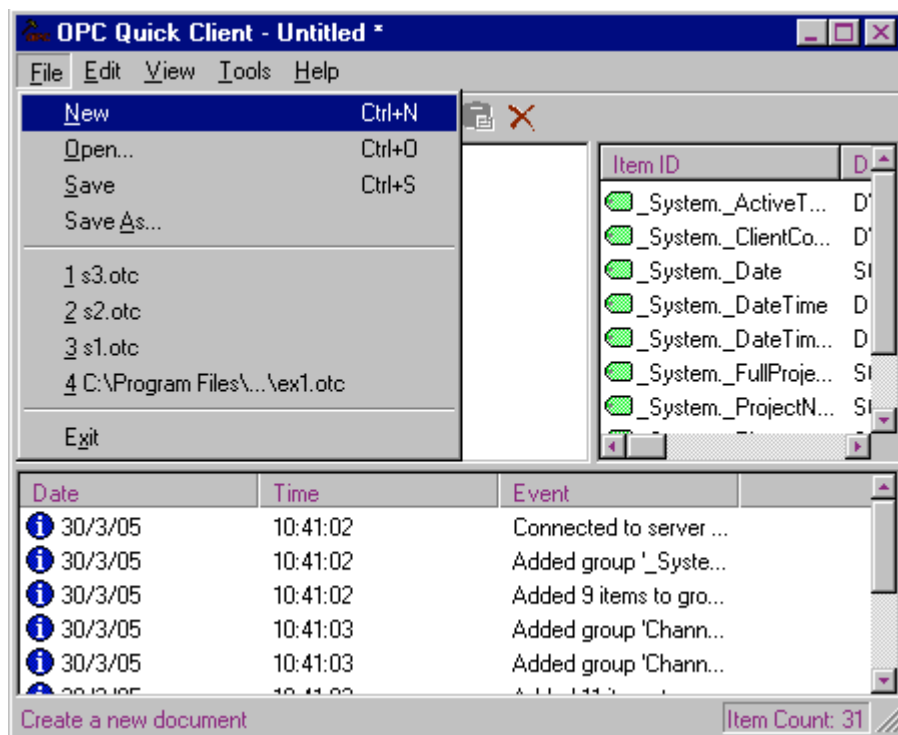 OPC Quick Client - Untitled *
File Edit View Tools Help
New Ctrl+N
Open... Ctrl+O
Save Ctrl+S
Save As...
1 s3.otc
2 s2.otc
3 s1.otc
4 C:\Program Files\...\ex1.otc
Exit
Item ID D
_System._ActiveT...
_System._ClientCo...
_System._Date
_System._DateTime D
_System._DateTim... D
_System._FullProje...
_System._ProjectN...
Date Time Event
30/3/05 10:41:02 Connected to server ...
30/3/05 10:41:02 Added group '_Syste...
30/3/05 10:41:02 Added 9 items to gro...
30/3/05 10:41:03 Added group 'Chann...
30/3/05 10:41:03 Added group 'Chann...
Create a new document Item Count: 31